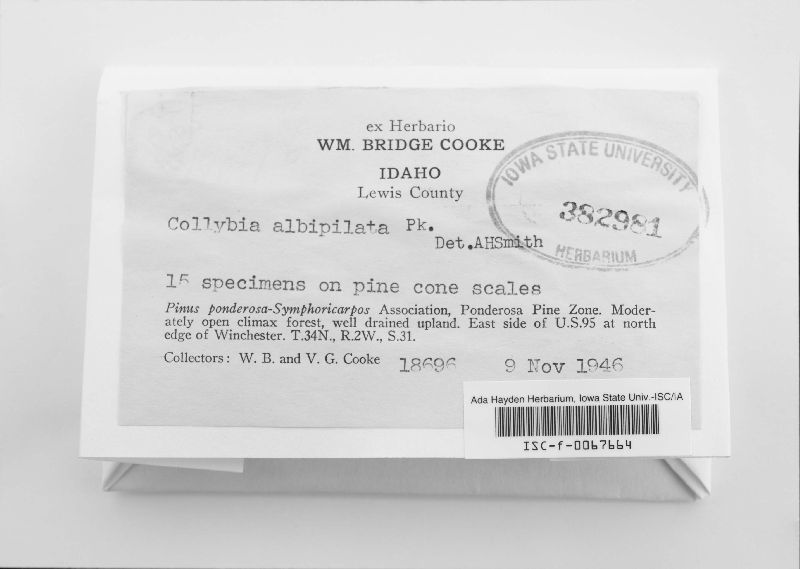 ex Herbario
WM. BRIDGE COOKE
IDAHO
Lewis County
IOWA STATE UNIVERSITY
382981
HERBARIUM
Collybia albipilata Pk.
Det.AHSmith
15 specimens on pine cone scales
Pinus ponderosa-Symphoricarpos Association, Ponderosa Pine Zone. Moder-
ately open climax forest, well drained upland. East side of U.S.95 at north
edge of Winchester. T.34N., R.2W., S.31.
Collectors: W. B. and V. G. Cooke 18696 9 Nov 1946
Ada Hayden Herbarium, Iowa State Univ.-ISC/IA
ISC-f-0067664